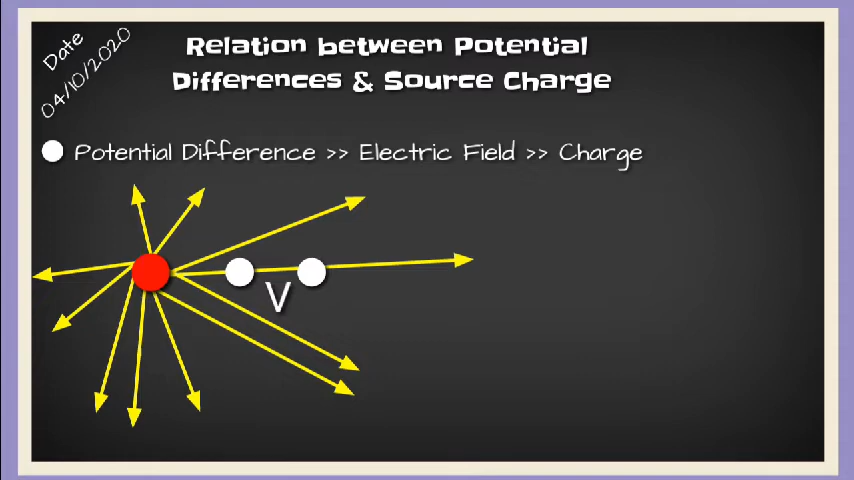 Date
04/10/2020
Relation between Potential
Differences & Source Charge
Potential Difference >> Electric Field >> Charge
V